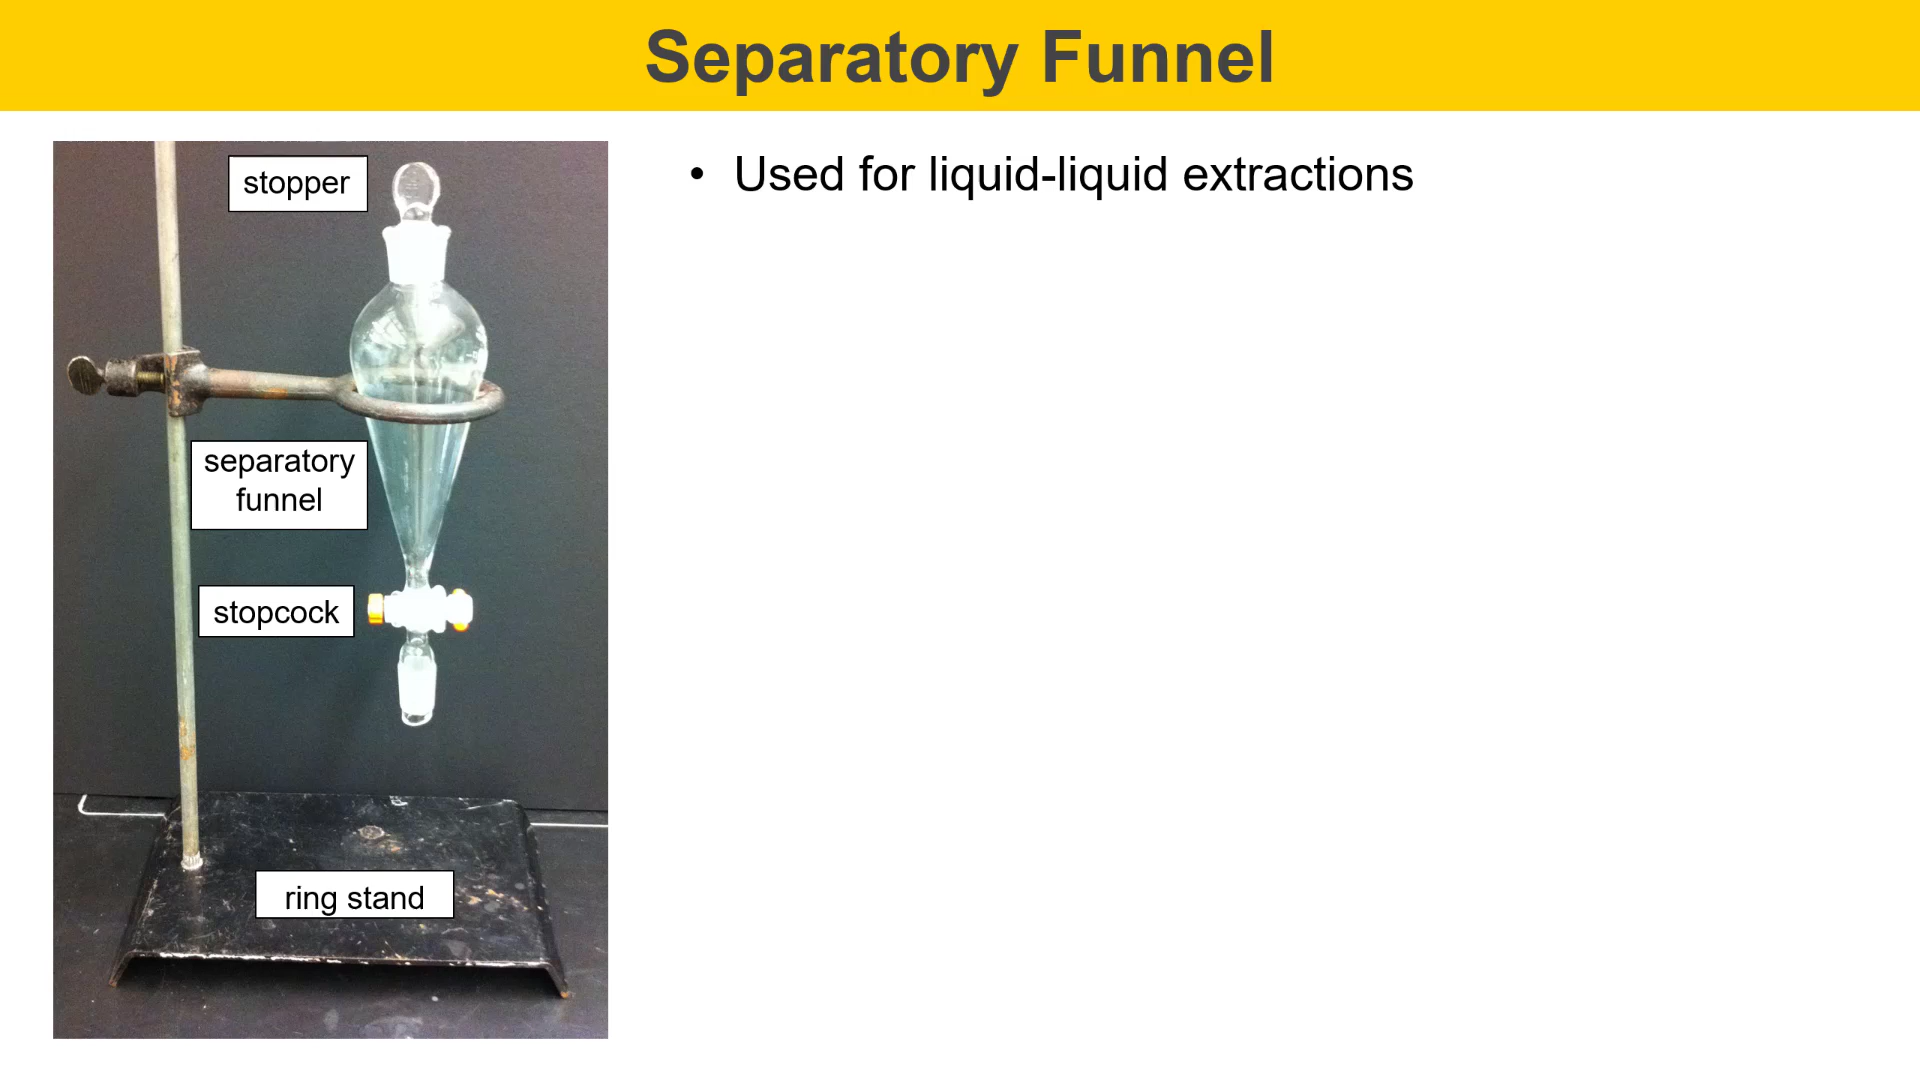 Separatory Funnel
stopper
• Used for liquid-liquid extractions
separatory
funnel
stopcock
ring stand